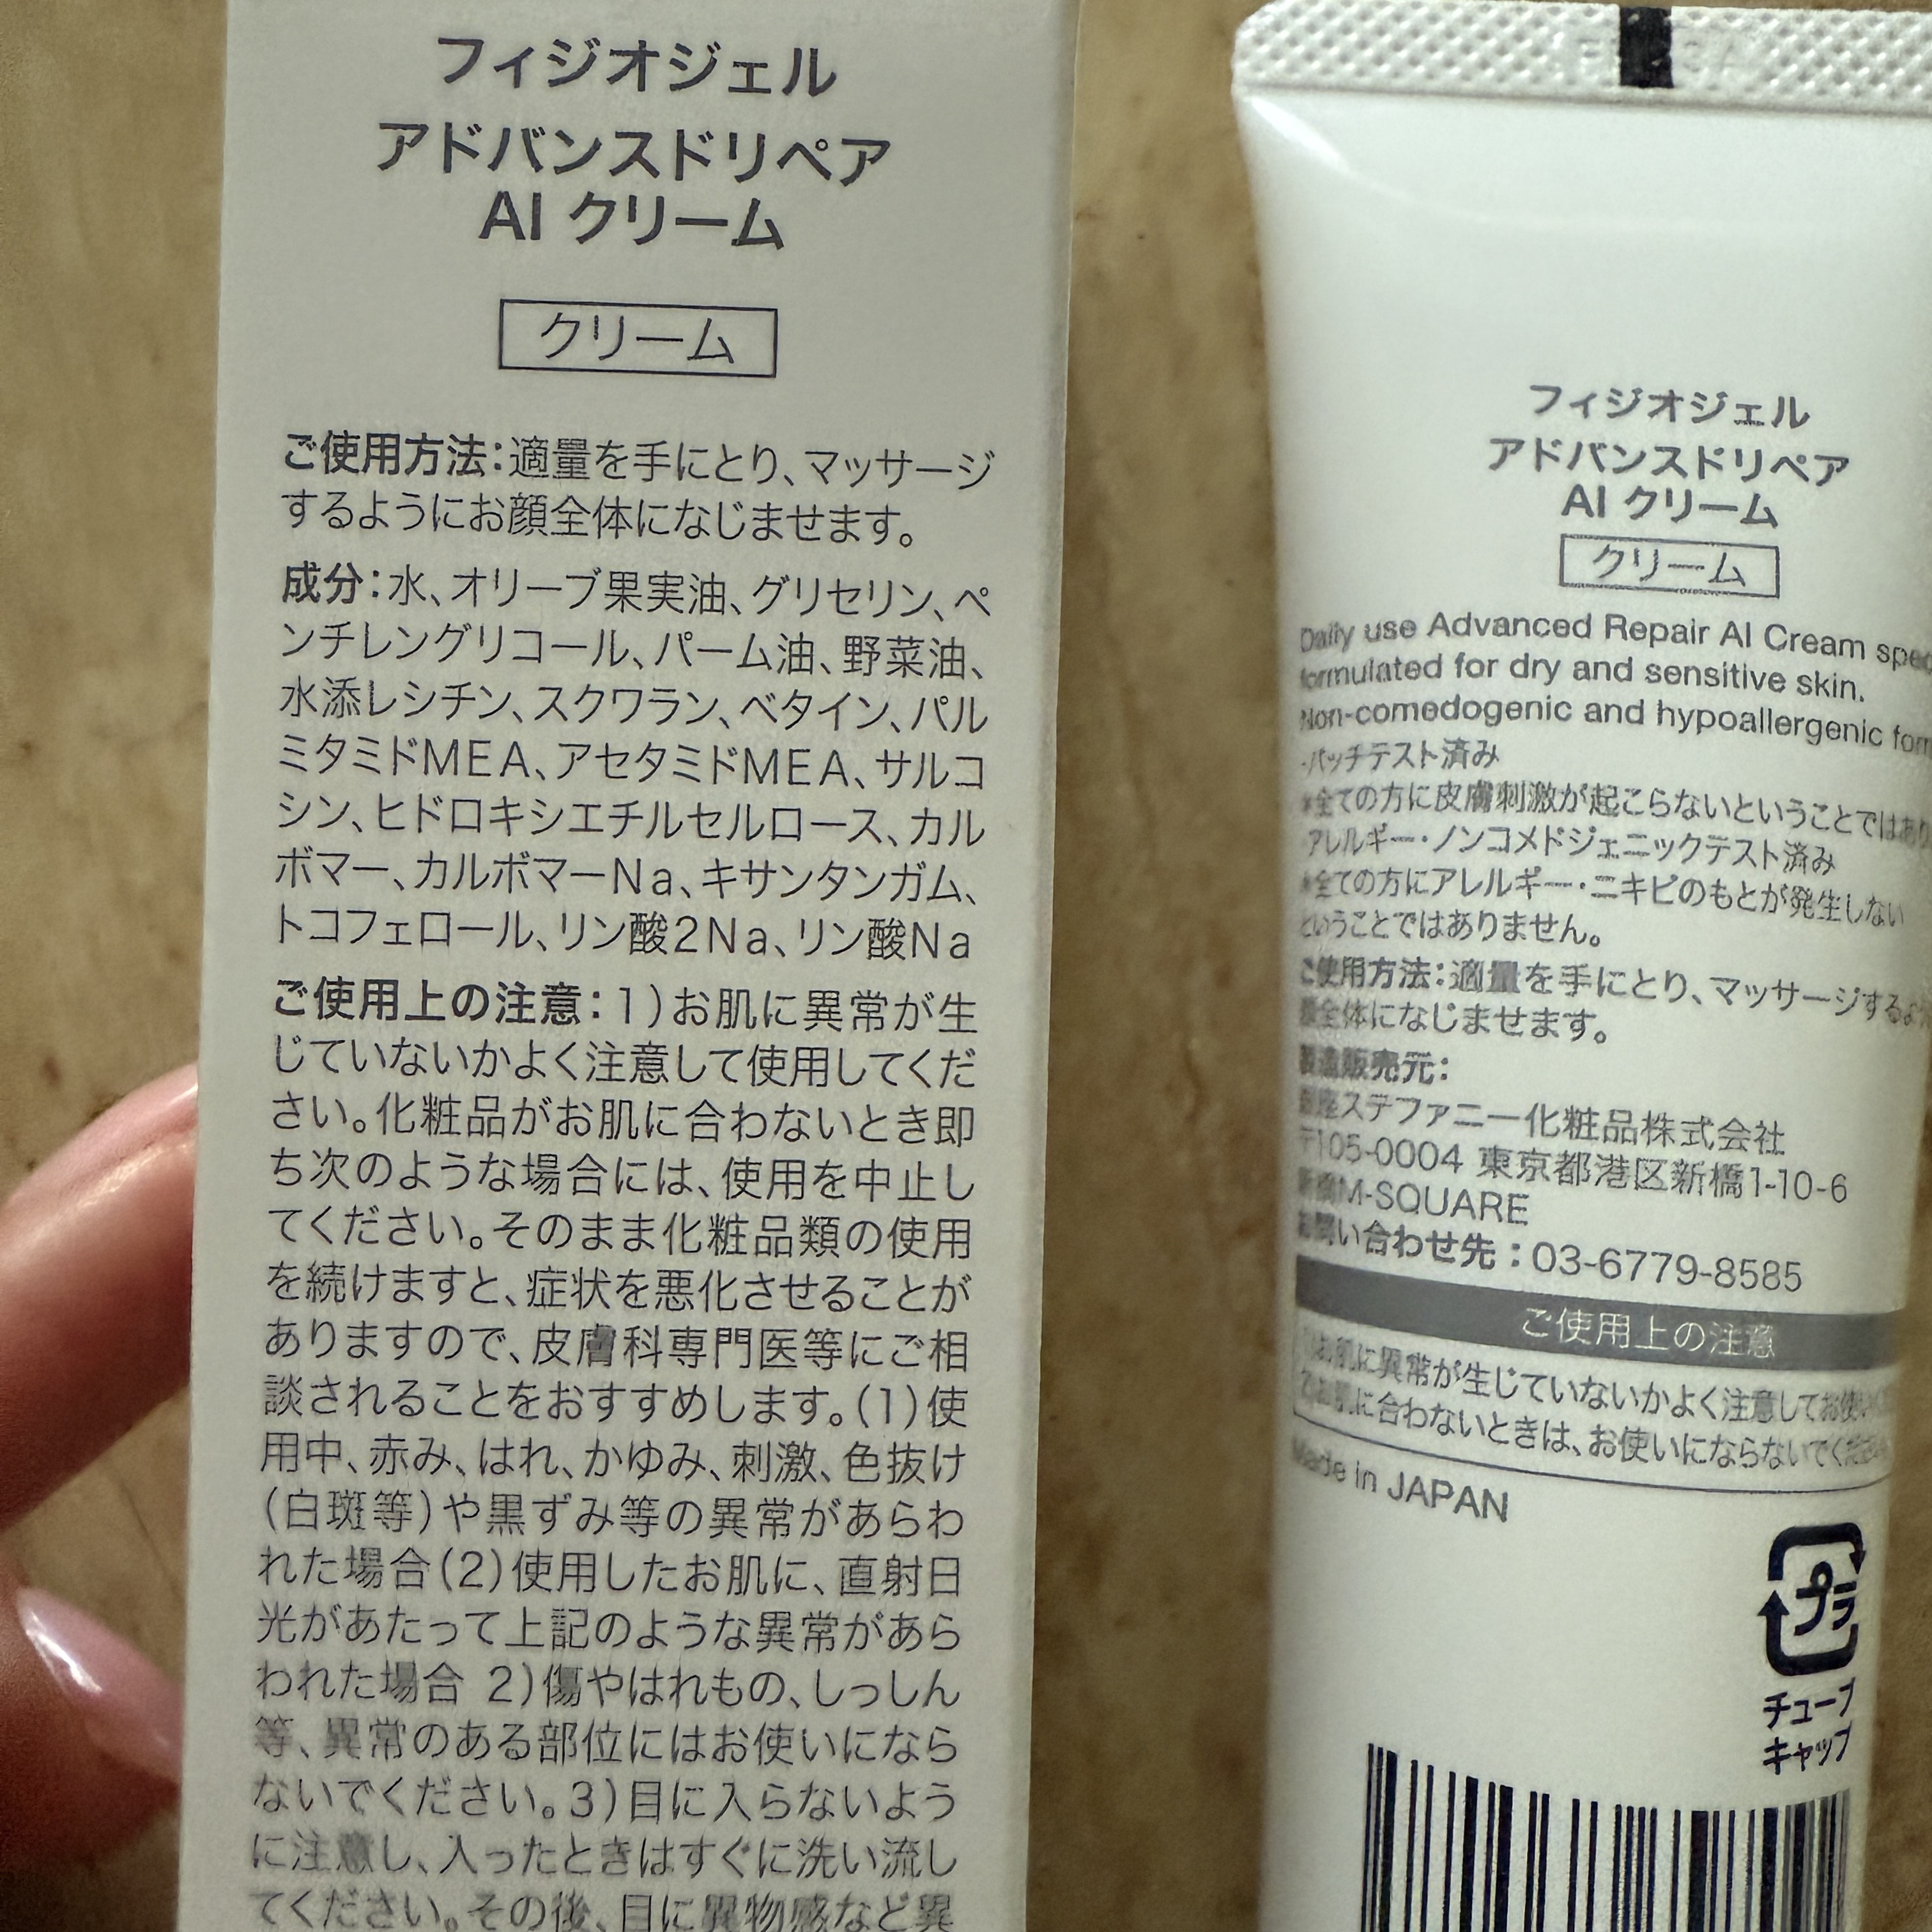 フィジオジェル
アドバンスドリペア
AI クリーム
クリーム
ご使用方法：適量を手にとり、マッサージ
するようにお顔全体になじませます。
成分：水、オリーブ果実油、グリセリン、ペ
ンチレングリコール、パーム油、野菜油、
水添レシチン、スクワラン、ベタイン、パル
ミタミドMEA、アセタミドMEA、サルコ
シン、ヒドロキシエチルセルロース、カル
ボマー、カルボマーNa、キサンタンガム、
トコフェロール、リン酸2Na、リン酸Na
ご使用上の注意：1)お肌に異常が生
じていないかよく注意して使用してくだ
さい。化粧品がお肌に合わないとき即
ち次のような場合には、使用を中止し
てください。そのまま化粧品類の使用
を続けますと、症状を悪化させることが
ありますので、皮膚科専門医等にご相
談されることをおすすめします。(1)使
用中、赤み、はれ、かゆみ、刺激、色抜け
(白斑等)や黒ずみ等の異常があらわ
れた場合(2)使用したお肌に、直射日
光があたって上記のような異常があら
われた場合 2)傷やはれもの、しっしん
等、異常のある部位にはお使いになら
ないでください。3)目に入らないよう
に注意し、入ったときはすぐに洗い流し
てください。その後、目に異物感など異
フィジオジェル
アドバンスドリペア
AI クリーム
クリーム
Daily use Advanced Repair AI Cream
formulated for dry and sensitive skin.
Non-comedogenic and hypoallergenic
・パッチテスト済み
*全ての方に皮膚刺激が起こらないということではあり
アレルギー・ノンコメドジェニックテスト済み
*全ての方にアレルギー・ニキビのもとが発生しない
ということではありません。
ご使用方法：適量を手にとり、マッサージするよ
顔全体になじませます。
製造販売元：
銀座ステファニー化粧品株式会社
〒105-0004 東京都港区新橋1-10-6
新橋M-SQUARE
お問い合わせ先：03-6779-8585
ご使用上の注意
お肌に異常が生じていないかよく注意してお使い
お肌に合わないときは、お使いにならないでください
Made in JAPAN
プラ
チューブ
キャップ